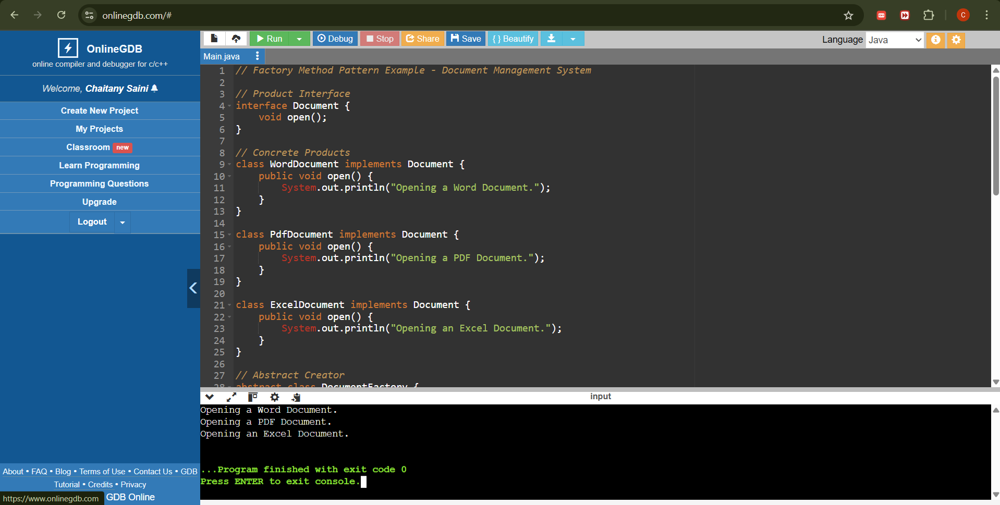 onlinegdb.com/#
C
OnlineGDB
online compiler and debugger for c/c++
Welcome, Chaitany Saini
Create New Project
My Projects
Classroom new
Learn Programming
Programming Questions
Upgrade
Logout
About • FAQ • Blog • Terms of Use • Contact Us • GDB
Tutorial • Credits • Privacy
GDB Online
https://www.onlinegdb.com
Run Debug Stop Share Save { } Beautify
Language Java
Main.java
1 // Factory Method Pattern Example - Document Management System
2
3 // Product Interface
4 interface Document {
5 void open();
6 }
7
8 // Concrete Products
9 class WordDocument implements Document {
10 public void open() {
11 System.out.println("Opening a Word Document.");
12 }
13 }
14
15 class PdfDocument implements Document {
16 public void open() {
17 System.out.println("Opening a PDF Document.");
18 }
19 }
20
21 class ExcelDocument implements Document {
22 public void open() {
23 System.out.println("Opening an Excel Document.");
24 }
25 }
26
27 // Abstract Creator
28 abstract class DocumentFactory {
input
Opening a Word Document.
Opening a PDF Document.
Opening an Excel Document.
...Program finished with exit code 0
Press ENTER to exit console.